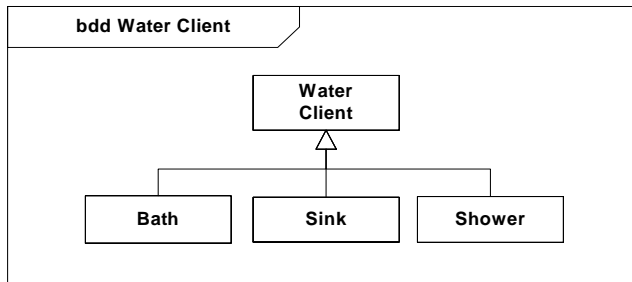 bdd Water Client
Water
Client
Bath
Sink
Shower